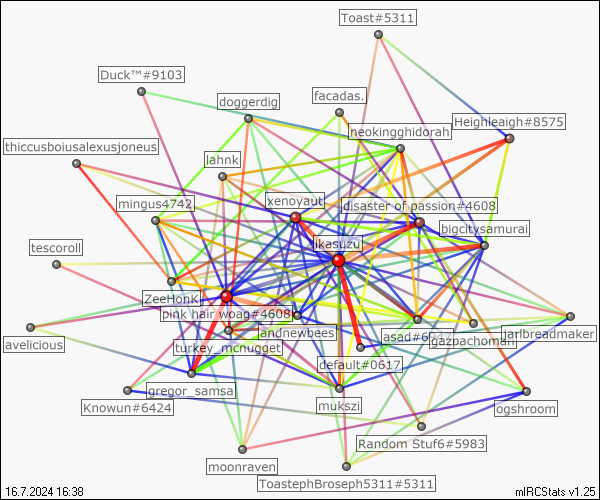 Toast#5311
Duck™#9103
doggerdig
facadas.
Heighleaigh#8575
neokingghidorah
thiccusboiusalexusjoneus
lahnk
mingus4742
xenoyaut
disaster of passion#4608
bigcitysamurai
ikasuzu
tescoroll
ZeeHonK
pink hair woag#4608
andnewbees
asad#6
gazpachoman
jarlbreadmaker
avelicious
turkey_mcnugget
default#0617
gregor_samsa
mukszi
Knowun#6424
ogshroom
Random Stuf6#5983
moonraven
ToastephBroseph5311#5311
16.7.2024 16:38
mIRCStats v1.25